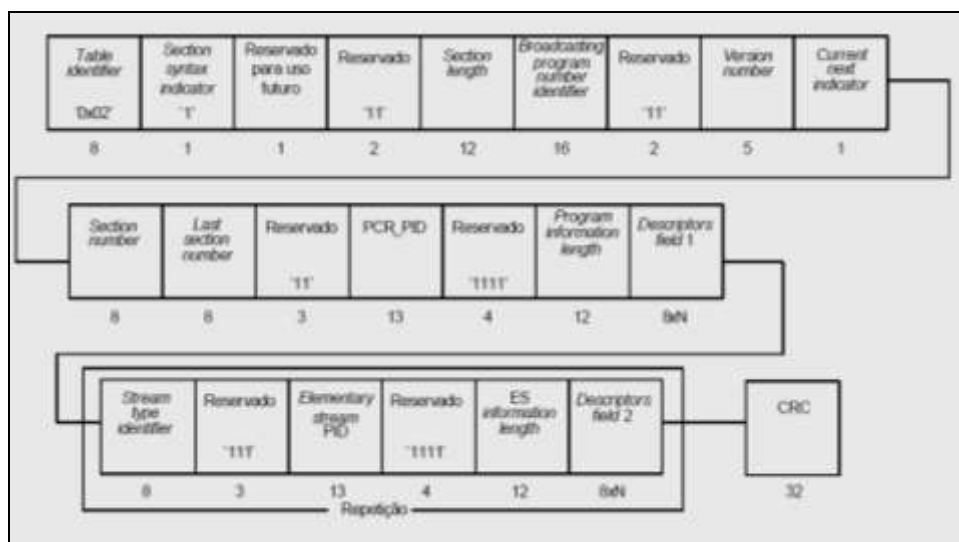 Table identifier '0x02'
Section syntax indicator '1'
Reservado para uso futuro
Reservado '11'
Section length
Broadcasting program number identifier
Reservado '11'
Version number
Current next indicator
8 1 1 2 12 16 2 5 1
Section number
Last section number
Reservado '11'
PCR_PID
Reservado '1111'
Program information length
Descriptors field 1
8 8 3 13 4 12 8xN
Stream type identifier
Reservado '111'
Elementary stream PID
Reservado '1111'
ES information length
Descriptors field 2
CRC
8 3 13 4 12 8xN 32
Repetição